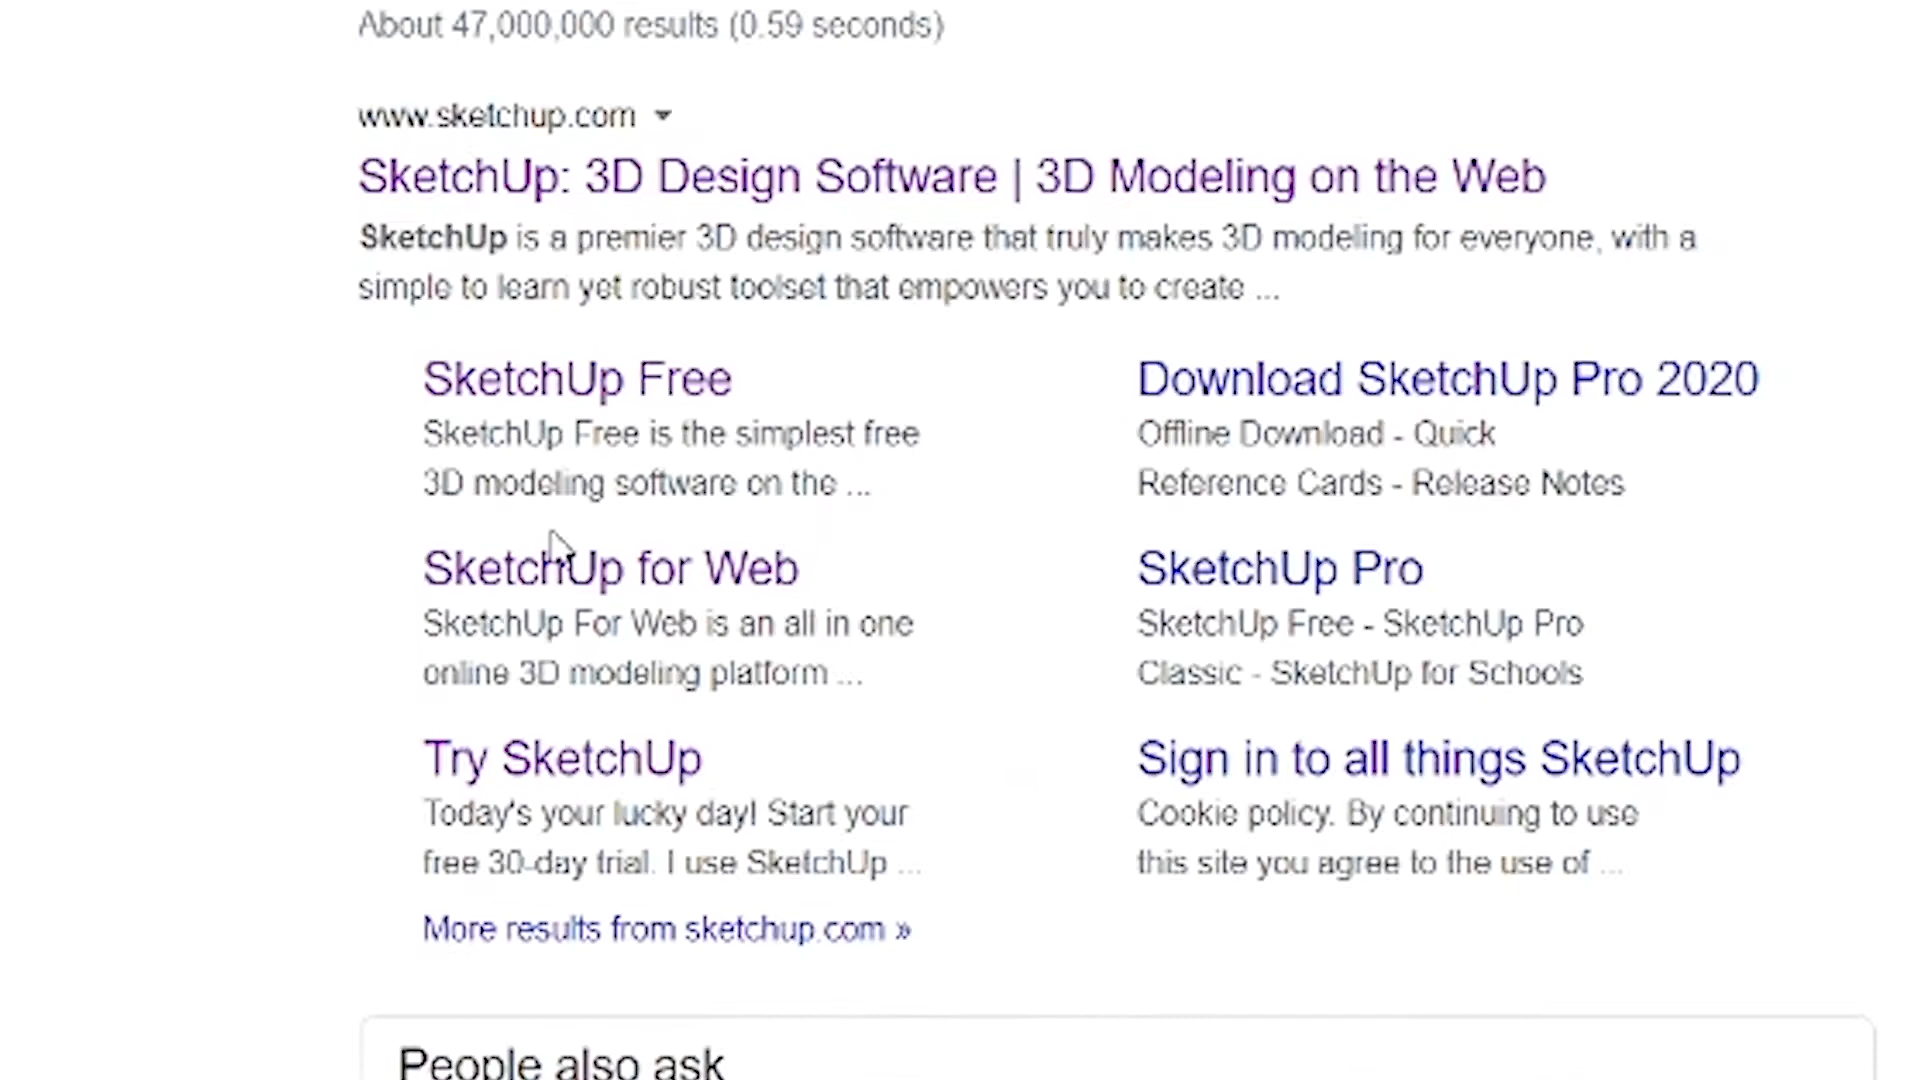 About 47,000,000 results (0.59 seconds)
www.sketchup.com
SketchUp: 3D Design Software | 3D Modeling on the Web
SketchUp is a premier 3D design software that truly makes 3D modeling for everyone, with a
simple to learn yet robust toolset that empowers you to create ...
SketchUp Free
SketchUp Free is the simplest free
3D modeling software on the ...
Download SketchUp Pro 2020
Offline Download - Quick
Reference Cards - Release Notes
SketchUp for Web
SketchUp For Web is an all in one
online 3D modeling platform ...
SketchUp Pro
SketchUp Free - SketchUp Pro
Classic - SketchUp for Schools
Try SketchUp
Today's your lucky day! Start your
free 30-day trial. I use SketchUp ...
Sign in to all things SketchUp
Cookie policy. By continuing to use
this site you agree to the use of ...
More results from sketchup.com »
People also ask